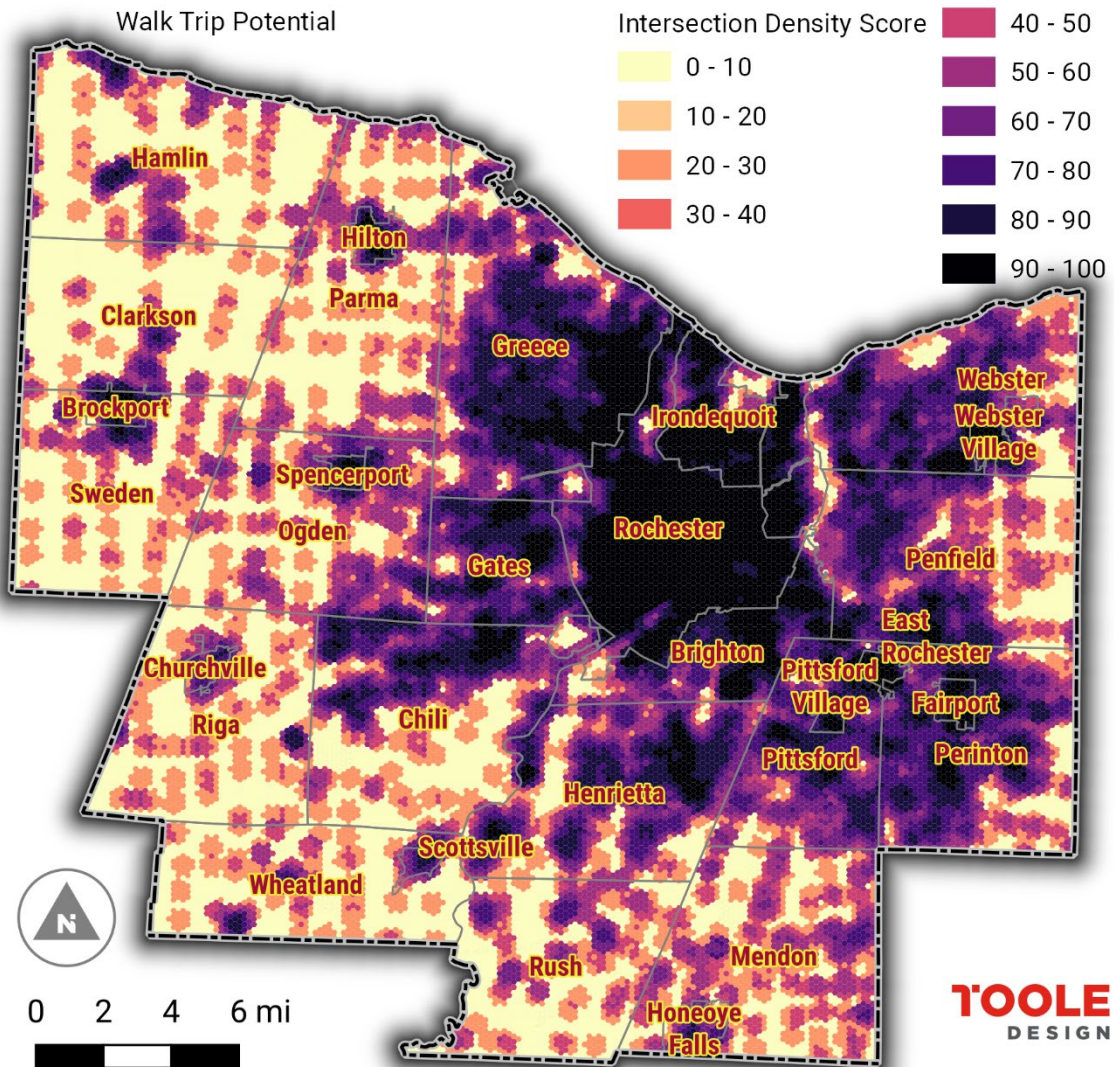 Walk Trip Potential
Intersection Density Score
0 - 10
10 - 20
20 - 30
30 - 40
40 - 50
50 - 60
60 - 70
70 - 80
80 - 90
90 - 100
Hamlin
Hilton
Parma
Clarkson
Greece
Webster
Webster
Village
Irondequoit
Brockport
Spencerport
Sweden
Ogden
Rochester
Gates
Penfield
East
Rochester
Brighton
Churchville
Pittsford
Village
Fairport
Riga
Chili
Pittsford
Perinton
Henrietta
Scottsville
Wheatland
Rush
Mendon
Honeoye
Falls
N
0 2 4 6 mi
TOOLE
DESIGN